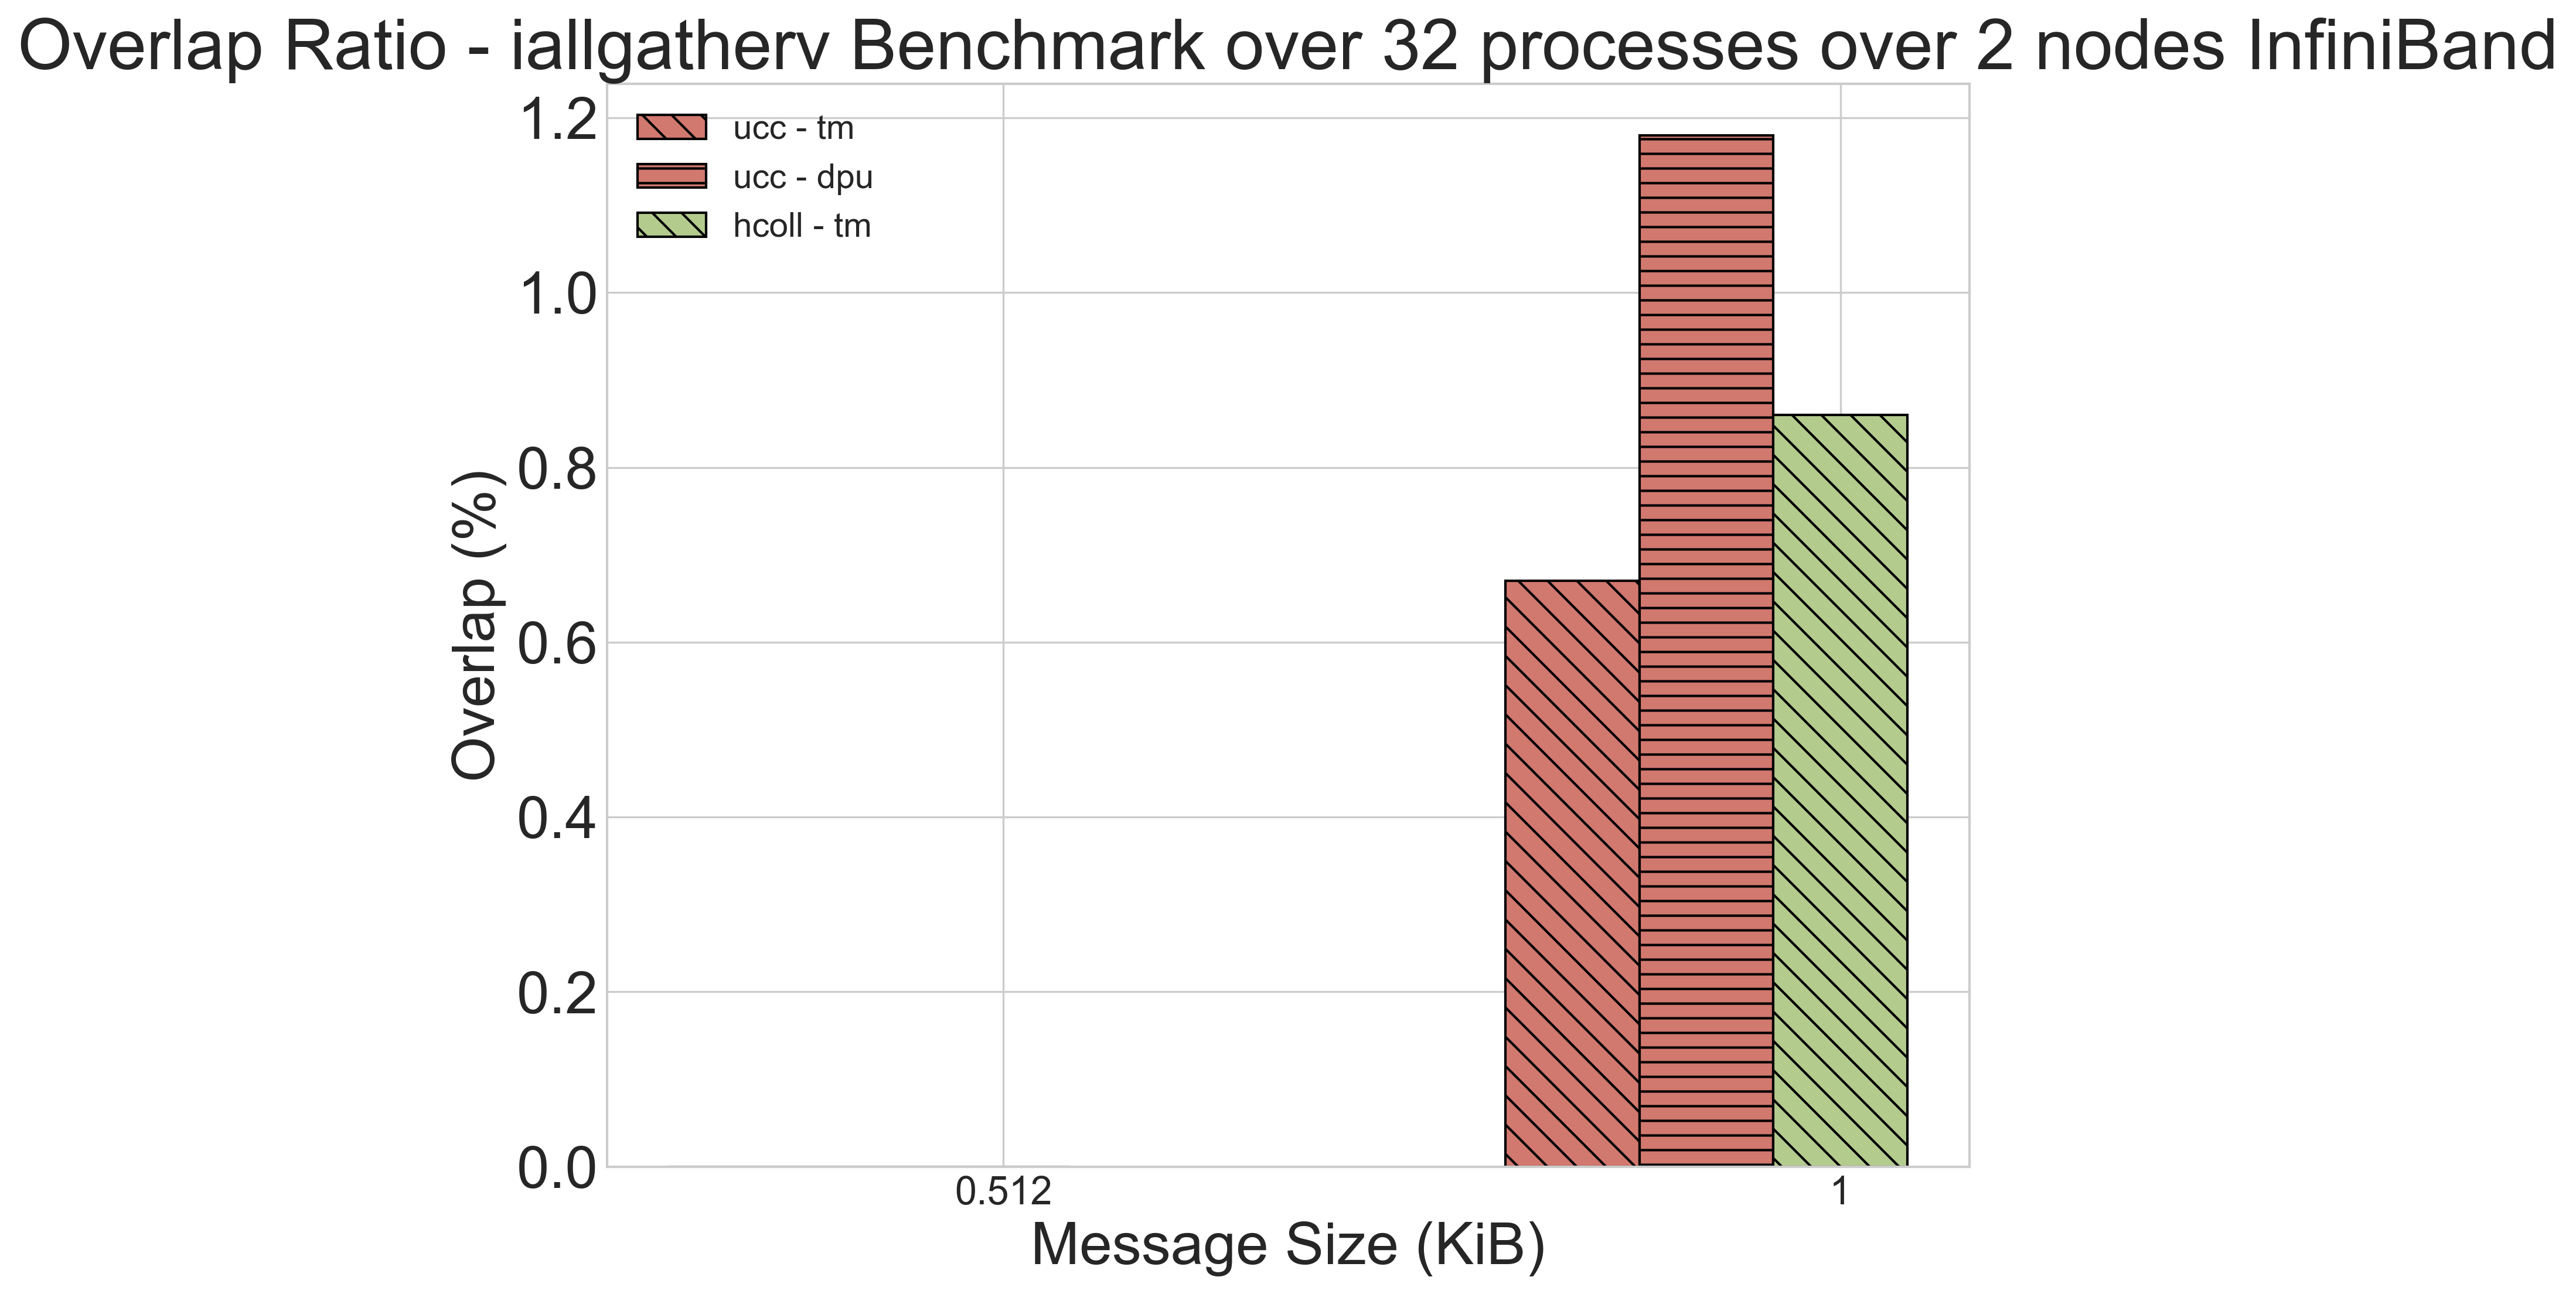 Overlap Ratio - iallgatherv Benchmark over 32 processes over 2 nodes InfiniBand
ucc - tm
ucc - dpu
hcoll - tm
Overlap (%)
1.2
1.0
0.8
0.6
0.4
0.2
0.0
0.512 1
Message Size (KiB)